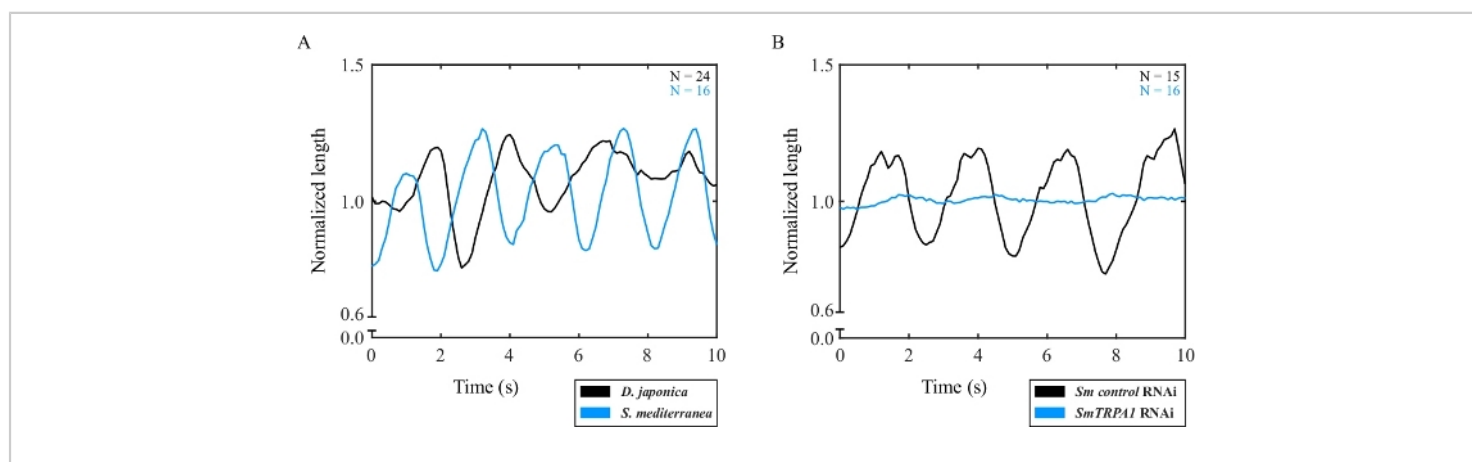 A
1.5
1.0
0.6
0.0
Normalized length
N = 24
N = 16
0 2 4 6 8 10
Time (s)
D. japonica
S. mediterranea
B
1.5
1.0
0.6
0.0
Normalized length
N = 15
N = 16
0 2 4 6 8 10
Time (s)
Sm control RNAi
SmTRPA1 RNAi